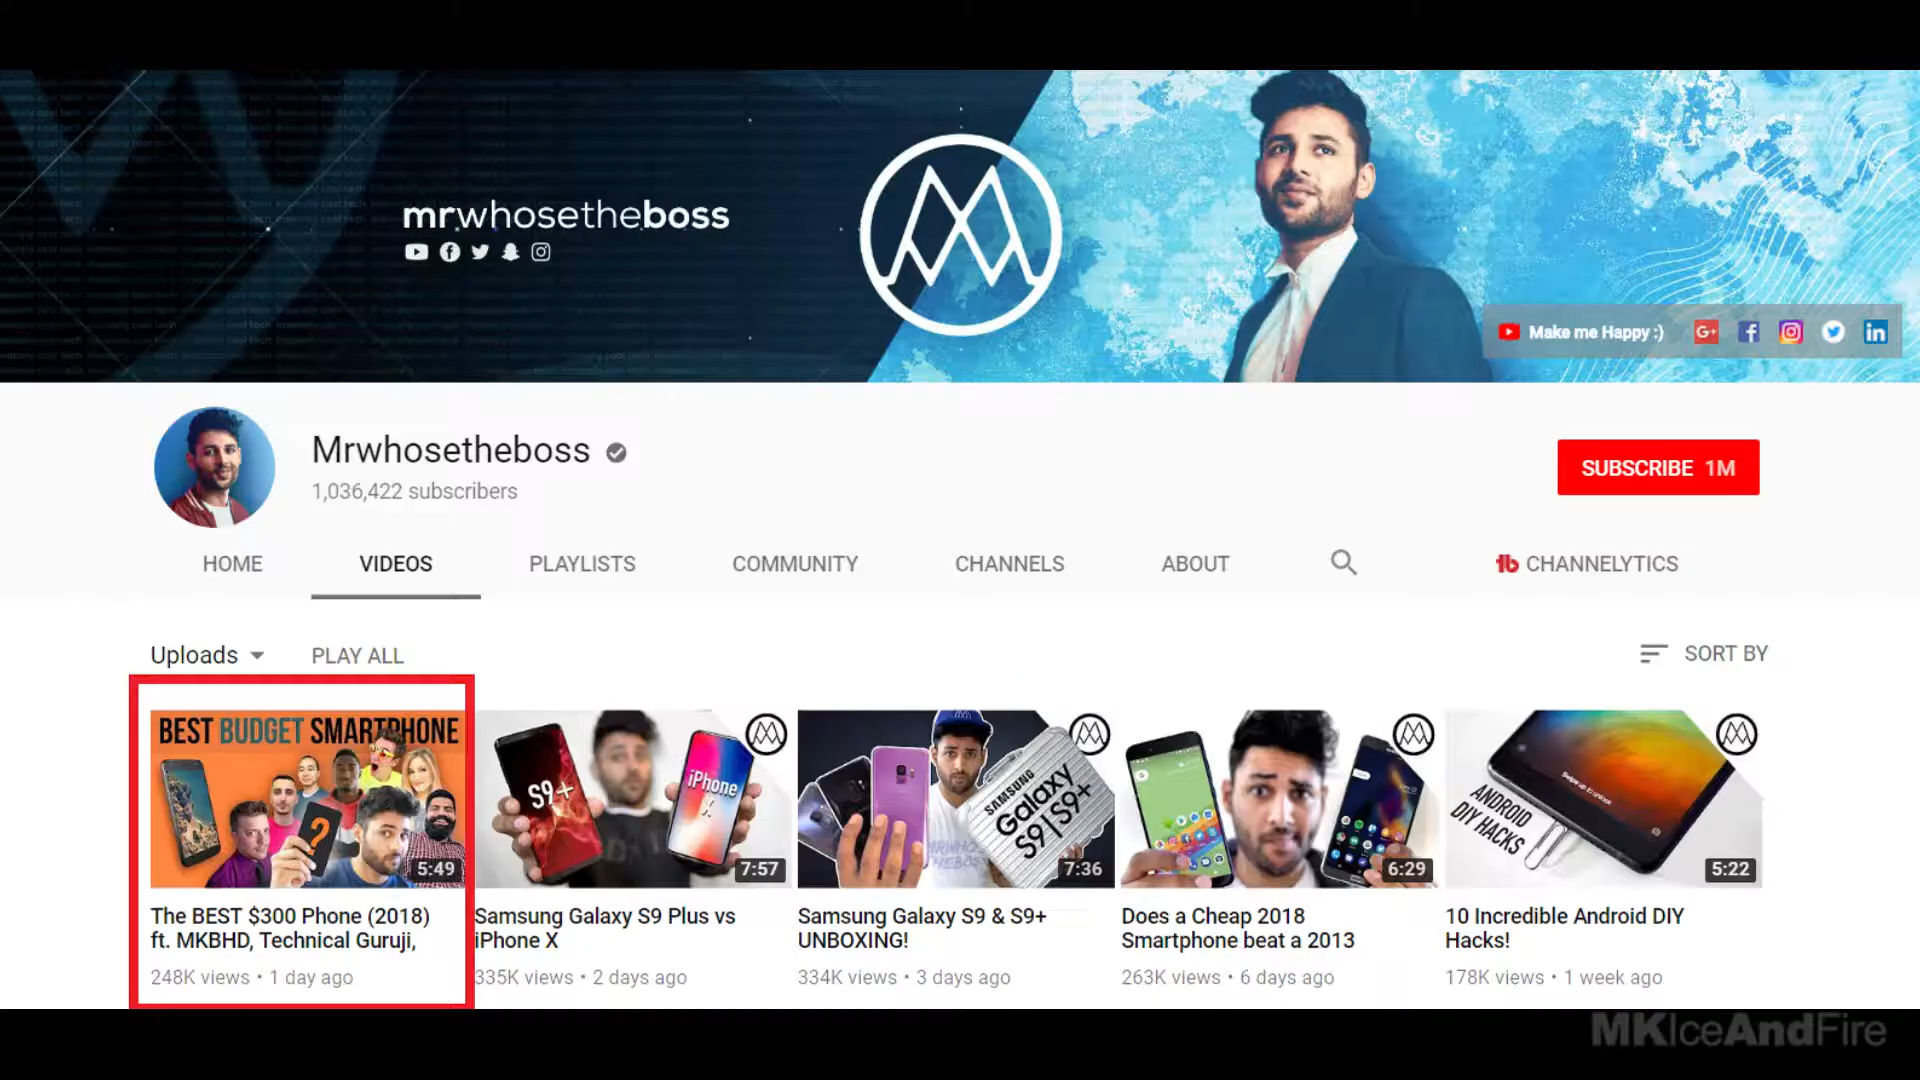 mrwhosetheboss
Make me Happy :)
Mrwhosetheboss
1,036,422 subscribers
SUBSCRIBE 1M
HOME VIDEOS PLAYLISTS COMMUNITY CHANNELS ABOUT CHANNELYTICS
Uploads PLAY ALL SORT BY
BEST BUDGET SMARTPHONE
?
5:49
The BEST $300 Phone (2018)
ft. MKBHD, Technical Guruji,
248K views • 1 day ago
S9+
iPhone
X
7:57
Samsung Galaxy S9 Plus vs
iPhone X
335K views • 2 days ago
SAMSUNG
Galaxy
S9|S9+
7:36
Samsung Galaxy S9 & S9+
UNBOXING!
334K views • 3 days ago
6:29
Does a Cheap 2018
Smartphone beat a 2013
263K views • 6 days ago
ANDROID
DIY HACKS
Swipe up to unlock
5:22
10 Incredible Android DIY
Hacks!
178K views • 1 week ago
MKIceAndFire